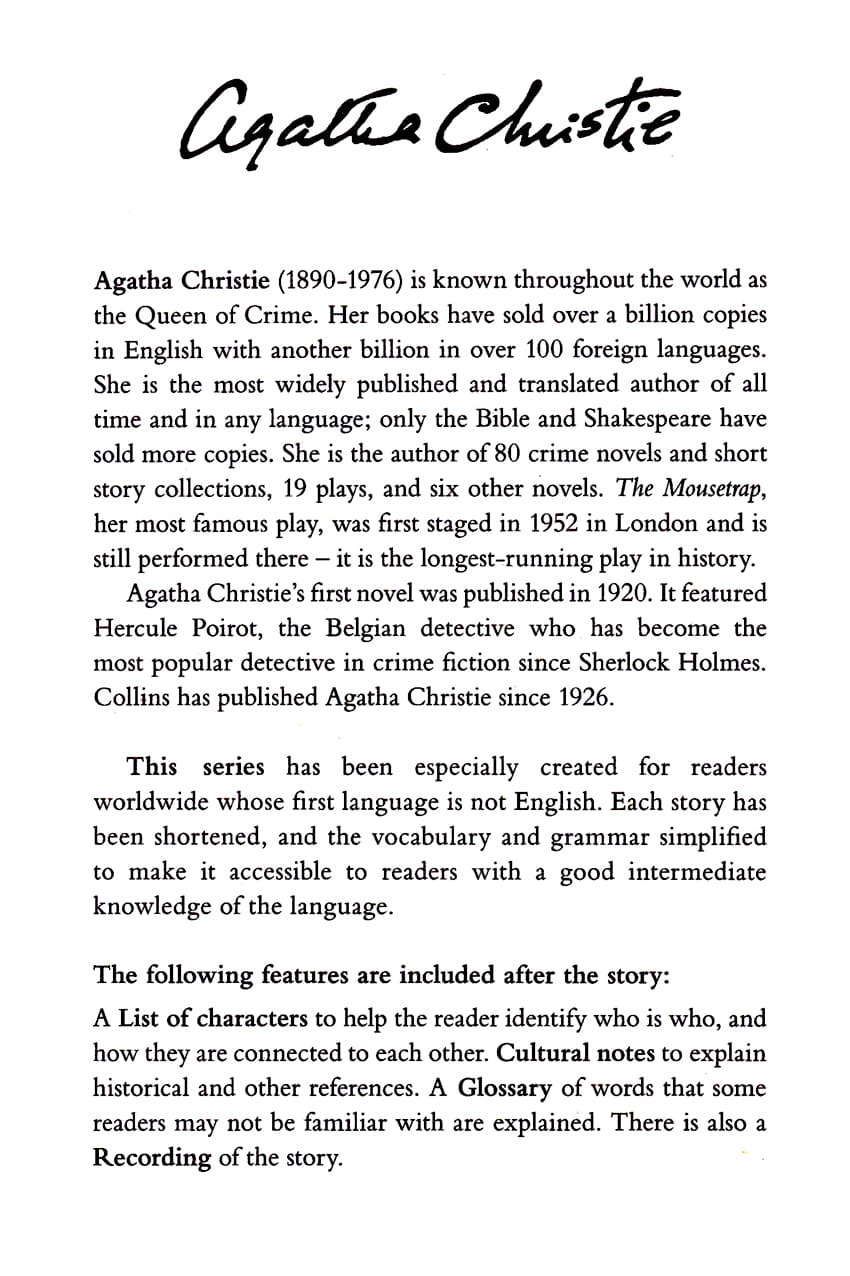 Agatha Christie
Agatha Christie (1890–1976) is known throughout the world as
the Queen of Crime. Her books have sold over a billion copies
in English with another billion in over 100 foreign languages.
She is the most widely published and translated author of all
time and in any language; only the Bible and Shakespeare have
sold more copies. She is the author of 80 crime novels and short
story collections, 19 plays, and six other novels. The Mousetrap,
her most famous play, was first staged in 1952 in London and is
still performed there – it is the longest-running play in history.
Agatha Christie's first novel was published in 1920. It featured
Hercule Poirot, the Belgian detective who has become the
most popular detective in crime fiction since Sherlock Holmes.
Collins has published Agatha Christie since 1926.
This series has been especially created for readers
worldwide whose first language is not English. Each story has
been shortened, and the vocabulary and grammar simplified
to make it accessible to readers with a good intermediate
knowledge of the language.
The following features are included after the story:
A List of characters to help the reader identify who is who, and
how they are connected to each other. Cultural notes to explain
historical and other references. A Glossary of words that some
readers may not be familiar with are explained. There is also a
Recording of the story.